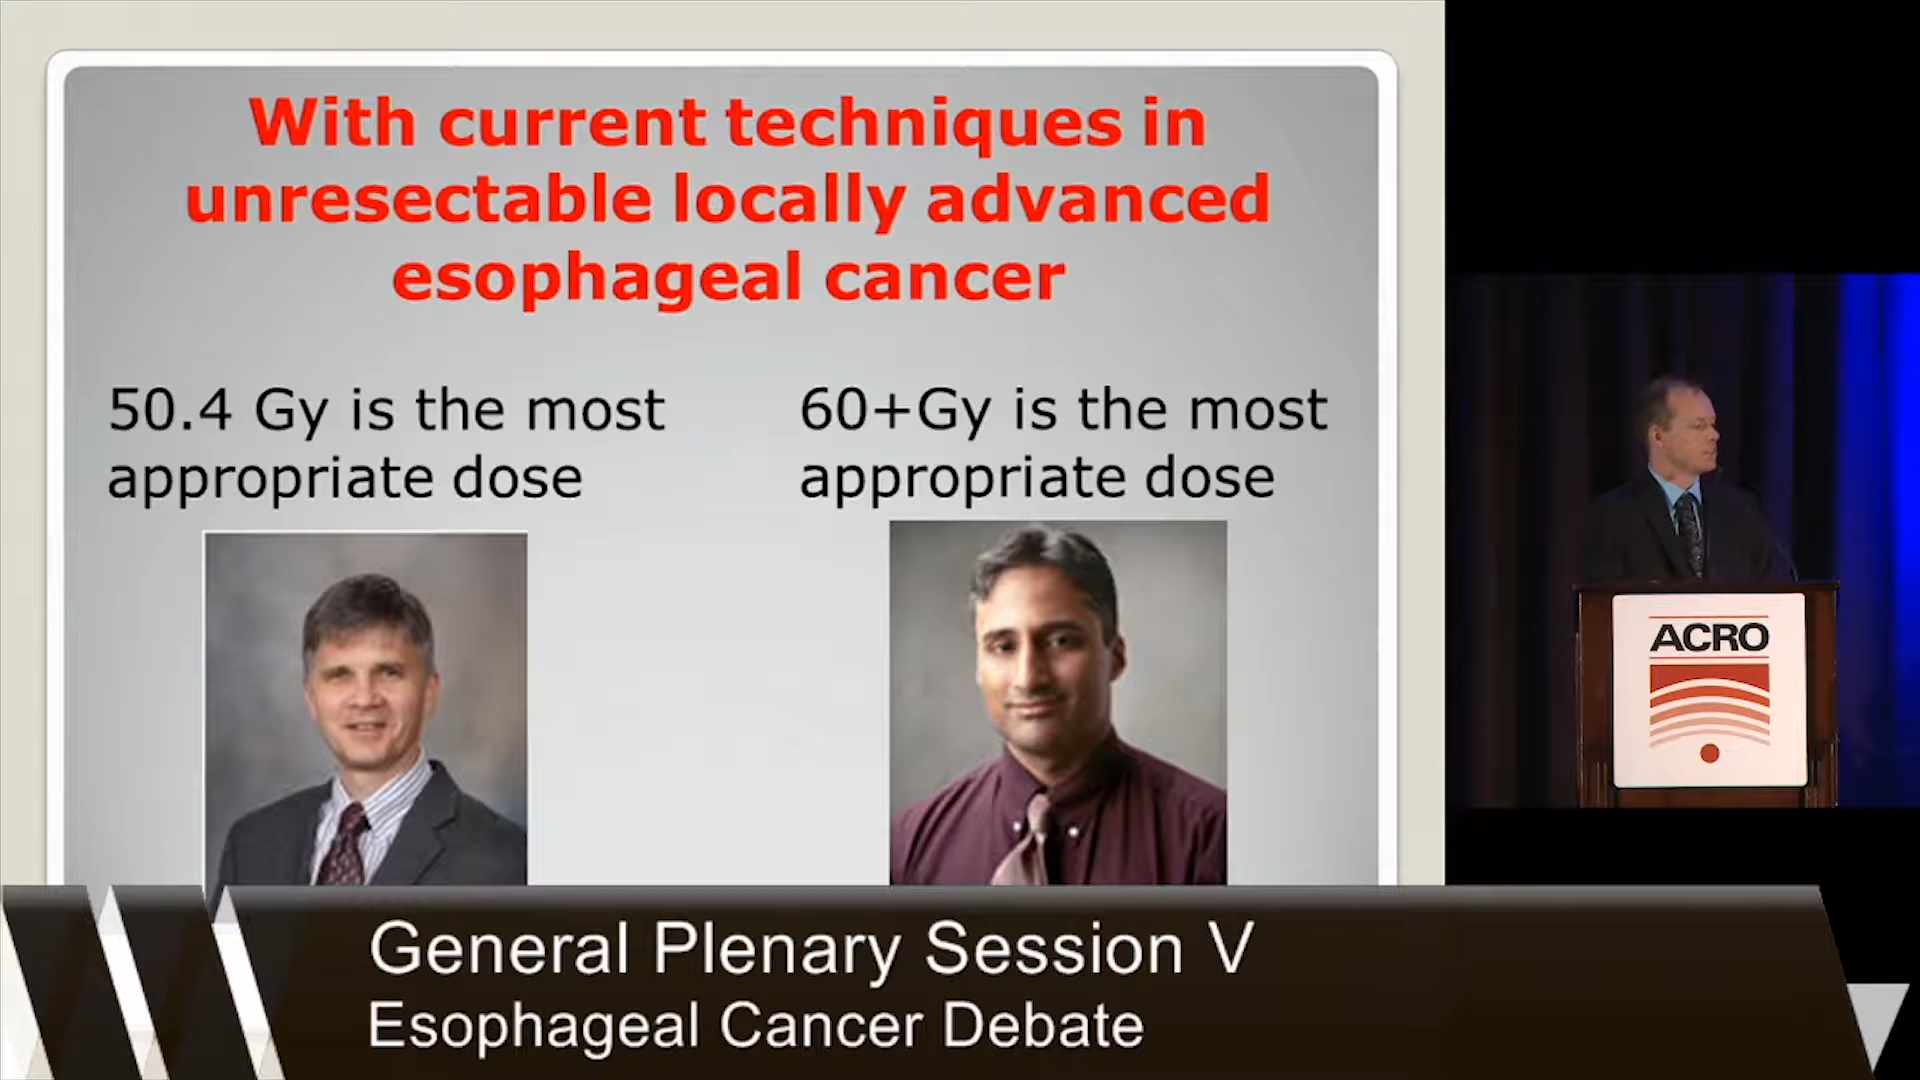 With current techniques in
unresectable locally advanced
esophageal cancer
50.4 Gy is the most
appropriate dose
60+Gy is the most
appropriate dose
ACRO
General Plenary Session V
Esophageal Cancer Debate